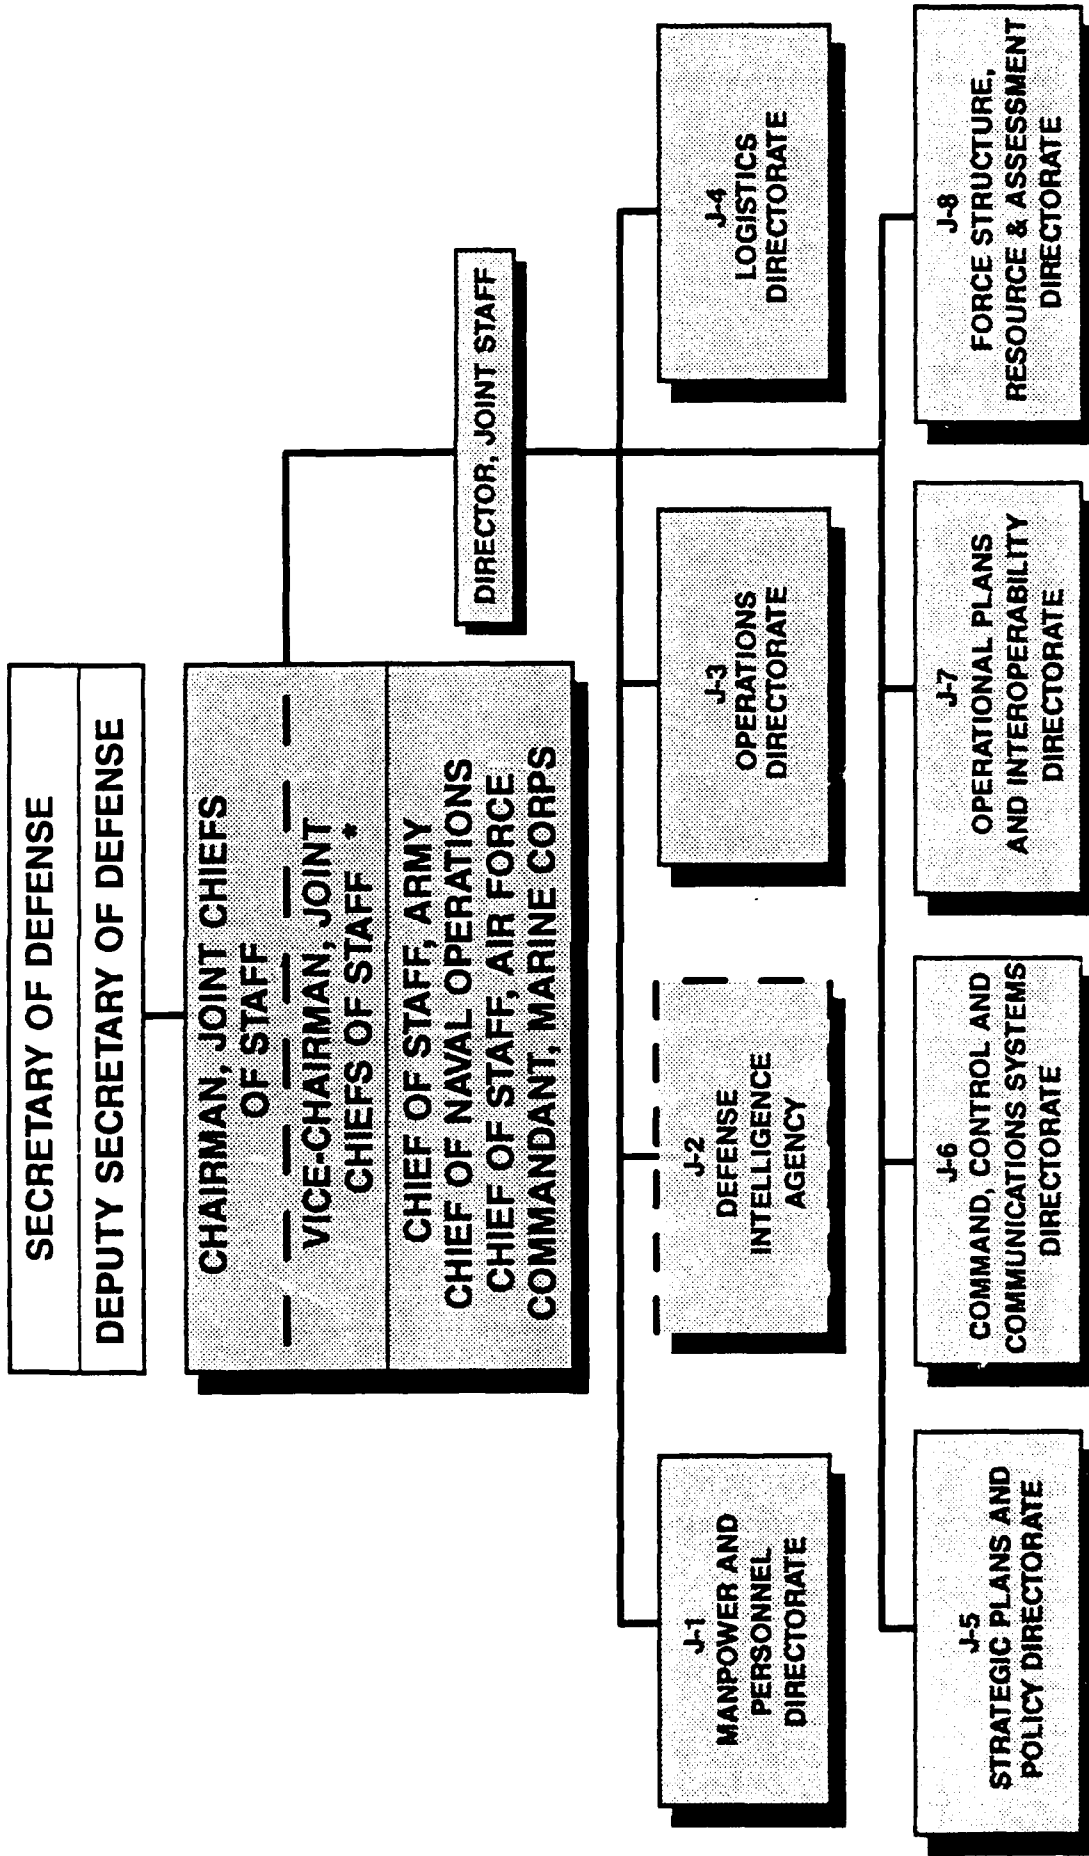 SECRETARY OF DEFENSE
DEPUTY SECRETARY OF DEFENSE
CHAIRMAN, JOINT CHIEFS
OF STAFF
VICE-CHAIRMAN, JOINT
CHIEFS OF STAFF *
CHIEF OF STAFF, ARMY
CHIEF OF NAVAL OPERATIONS
CHIEF OF STAFF, AIR FORCE
COMMANDANT, MARINE CORPS
DIRECTOR, JOINT STAFF
J-1
MANPOWER AND
PERSONNEL
DIRECTORATE
J-2
DEFENSE
INTELLIGENCE
AGENCY
J-3
OPERATIONS
DIRECTORATE
J-4
LOGISTICS
DIRECTORATE
J-5
STRATEGIC PLANS AND
POLICY DIRECTORATE
J-6
COMMAND, CONTROL AND
COMMUNICATIONS SYSTEMS
DIRECTORATE
J-7
OPERATIONAL PLANS
AND INTEROPERABILITY
DIRECTORATE
J-8
FORCE STRUCTURE,
RESOURCE & ASSESSMENT
DIRECTORATE